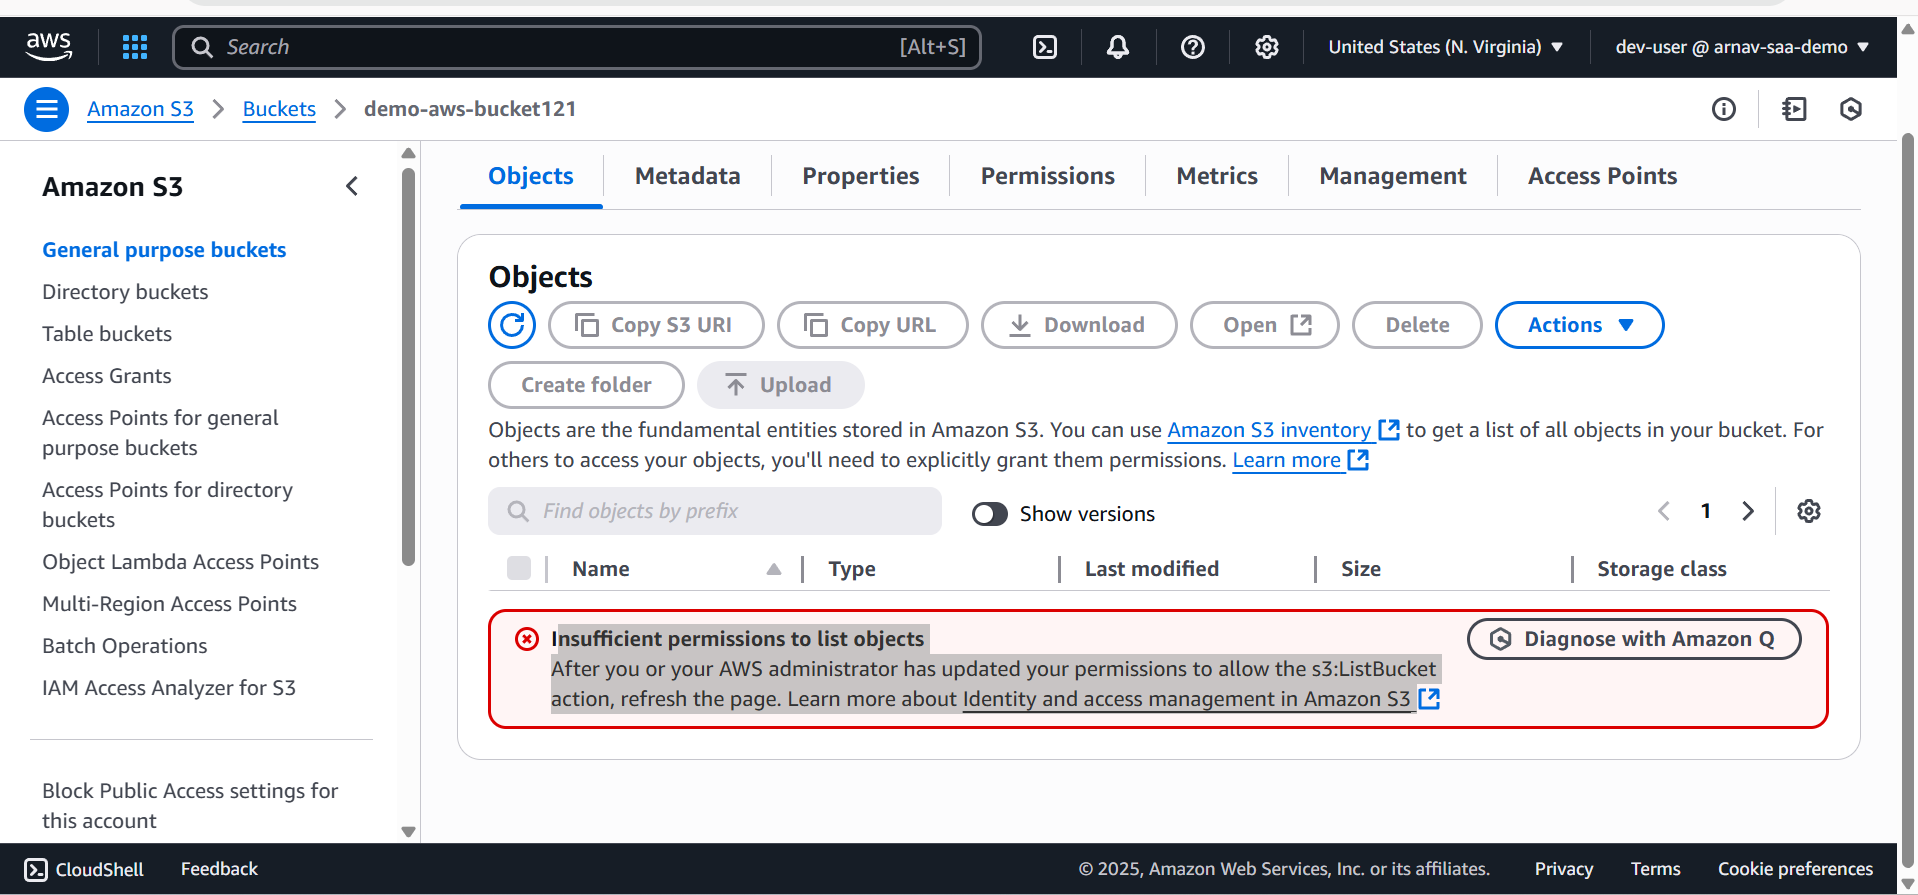 aws
Search [Alt+S]
United States (N. Virginia)
dev-user @ arnav-saa-demo
Amazon S3
Buckets
demo-aws-bucket121
Amazon S3
General purpose buckets
Directory buckets
Table buckets
Access Grants
Access Points for general
purpose buckets
Access Points for directory
buckets
Object Lambda Access Points
Multi-Region Access Points
Batch Operations
IAM Access Analyzer for S3
Block Public Access settings for
this account
Objects Metadata Properties Permissions Metrics Management Access Points
Objects
Copy S3 URI Copy URL Download Open Delete Actions
Create folder Upload
Objects are the fundamental entities stored in Amazon S3. You can use Amazon S3 inventory to get a list of all objects in your bucket. For
others to access your objects, you'll need to explicitly grant them permissions. Learn more
Find objects by prefix
Show versions
1
Name Type Last modified Size Storage class
Insufficient permissions to list objects
After you or your AWS administrator has updated your permissions to allow the s3:ListBucket
action, refresh the page. Learn more about Identity and access management in Amazon S3
Diagnose with Amazon Q
CloudShell Feedback
© 2025, Amazon Web Services, Inc. or its affiliates. Privacy Terms Cookie preferences